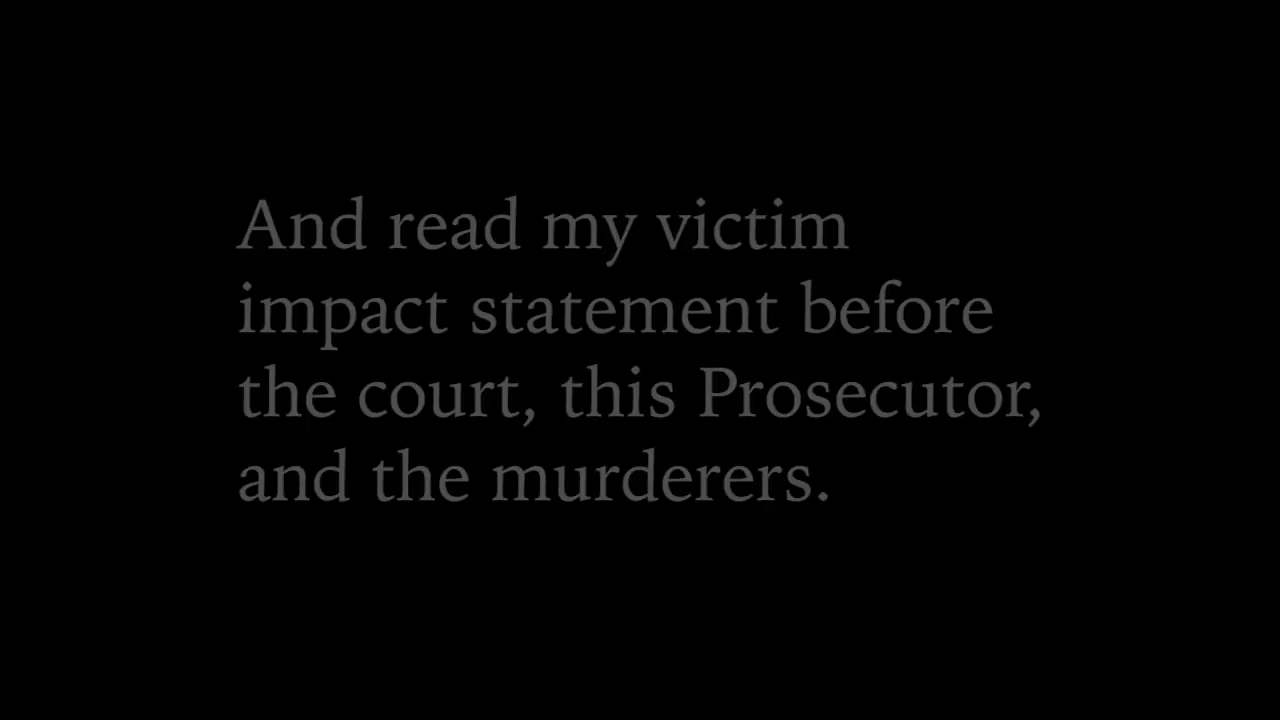 And read my victim
impact statement before
the court, this Prosecutor,
and the murderers.